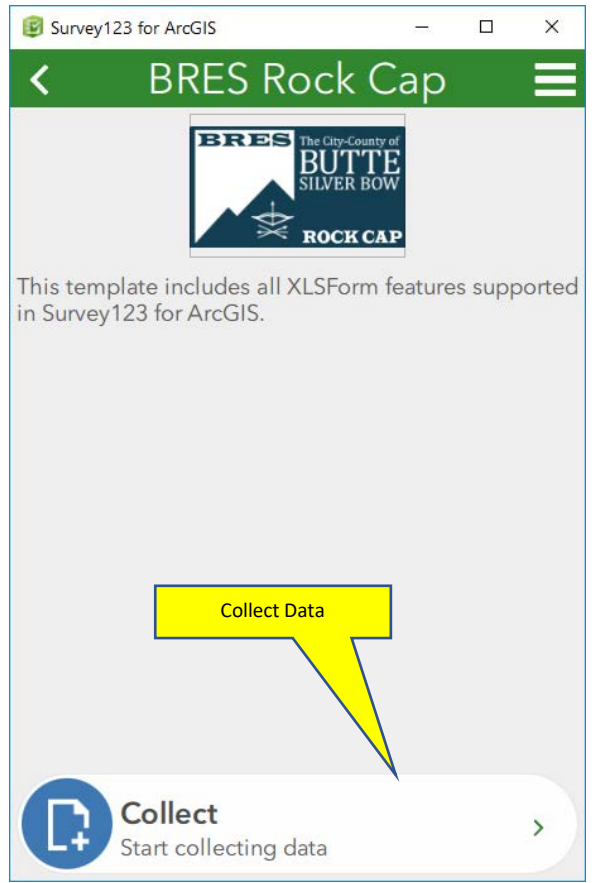 Survey123 for ArcGIS
BRES Rock Cap
BRES
The City-County of
BUTTE
SILVER BOW
ROCK CAP
This template includes all XLSForm features supported
in Survey123 for ArcGIS.
Collect Data
Collect
Start collecting data